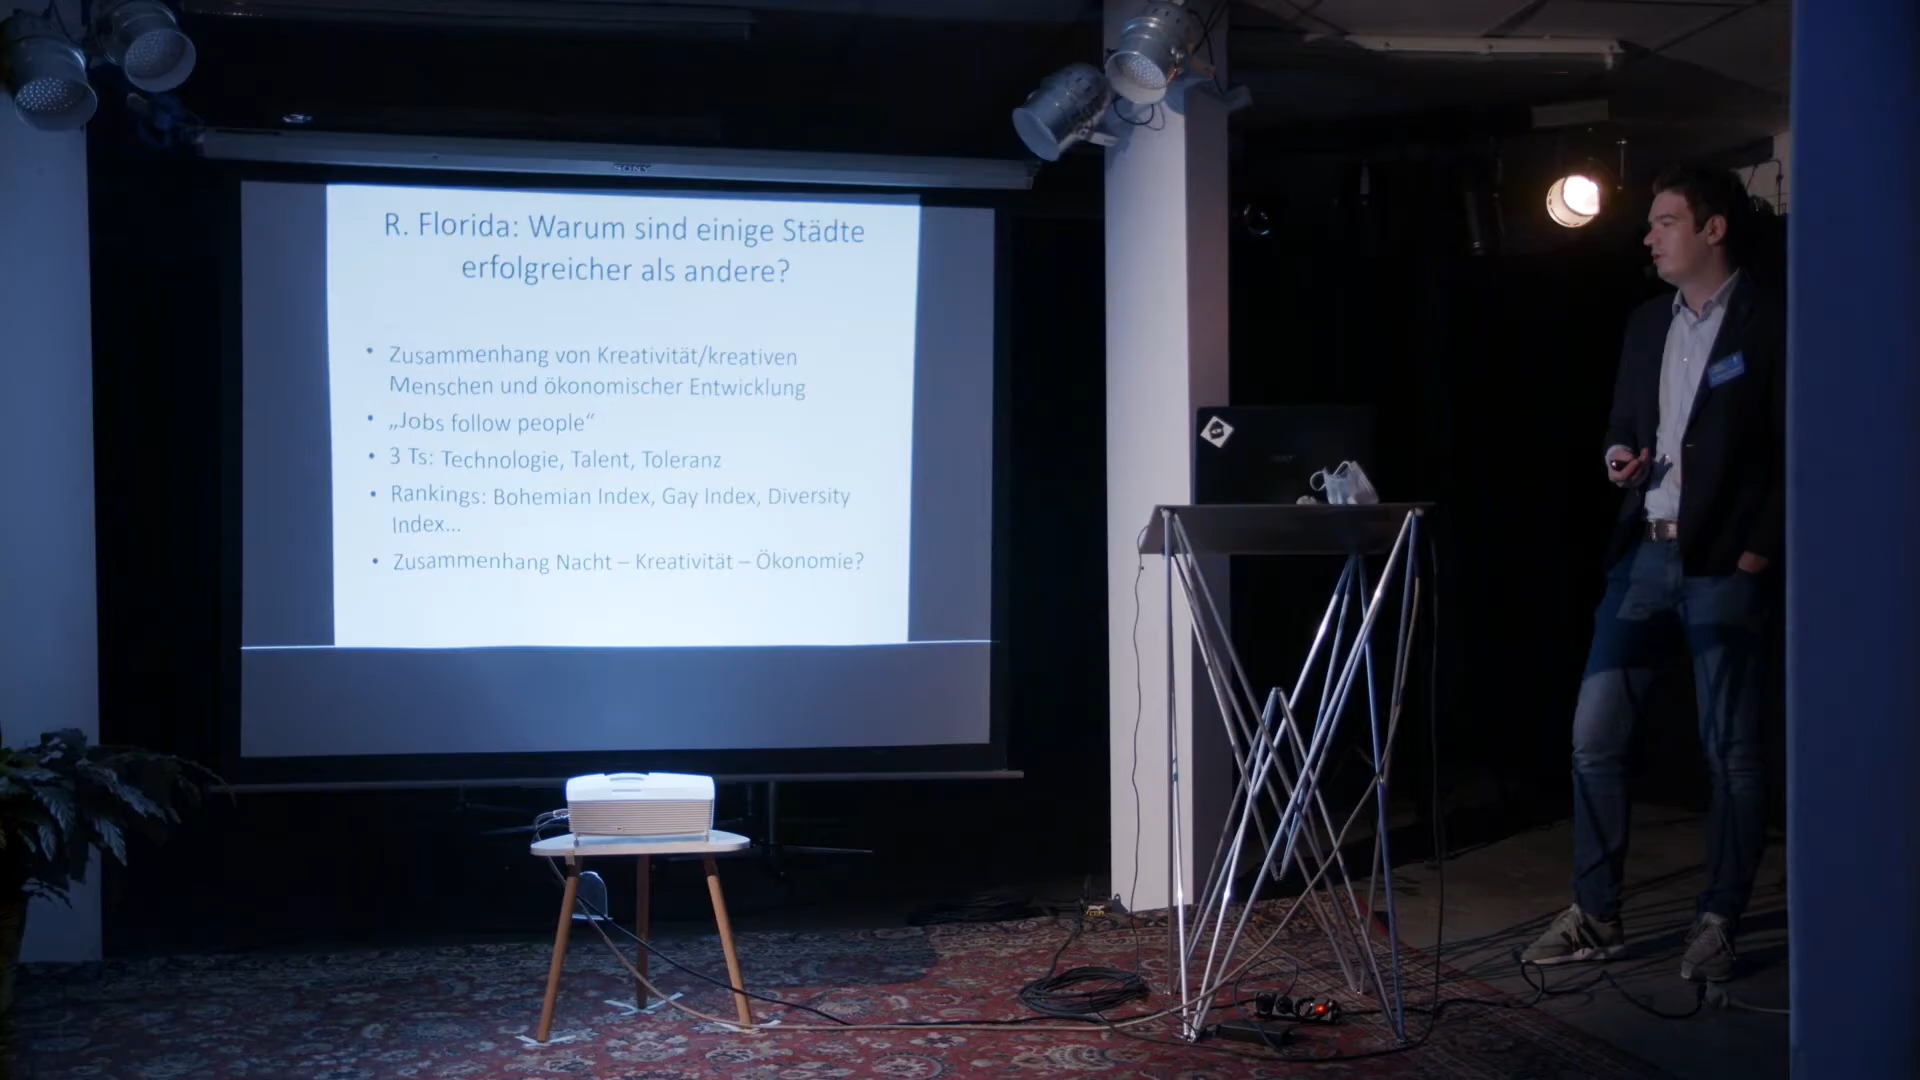 SONY
R. Florida: Warum sind einige Städte
erfolgreicher als andere?
• Zusammenhang von Kreativität/kreativen
Menschen und ökonomischer Entwicklung
• „Jobs follow people“
• 3 Ts: Technologie, Talent, Toleranz
• Rankings: Bohemian Index, Gay Index, Diversity
Index...
• Zusammenhang Nacht – Kreativität – Ökonomie?